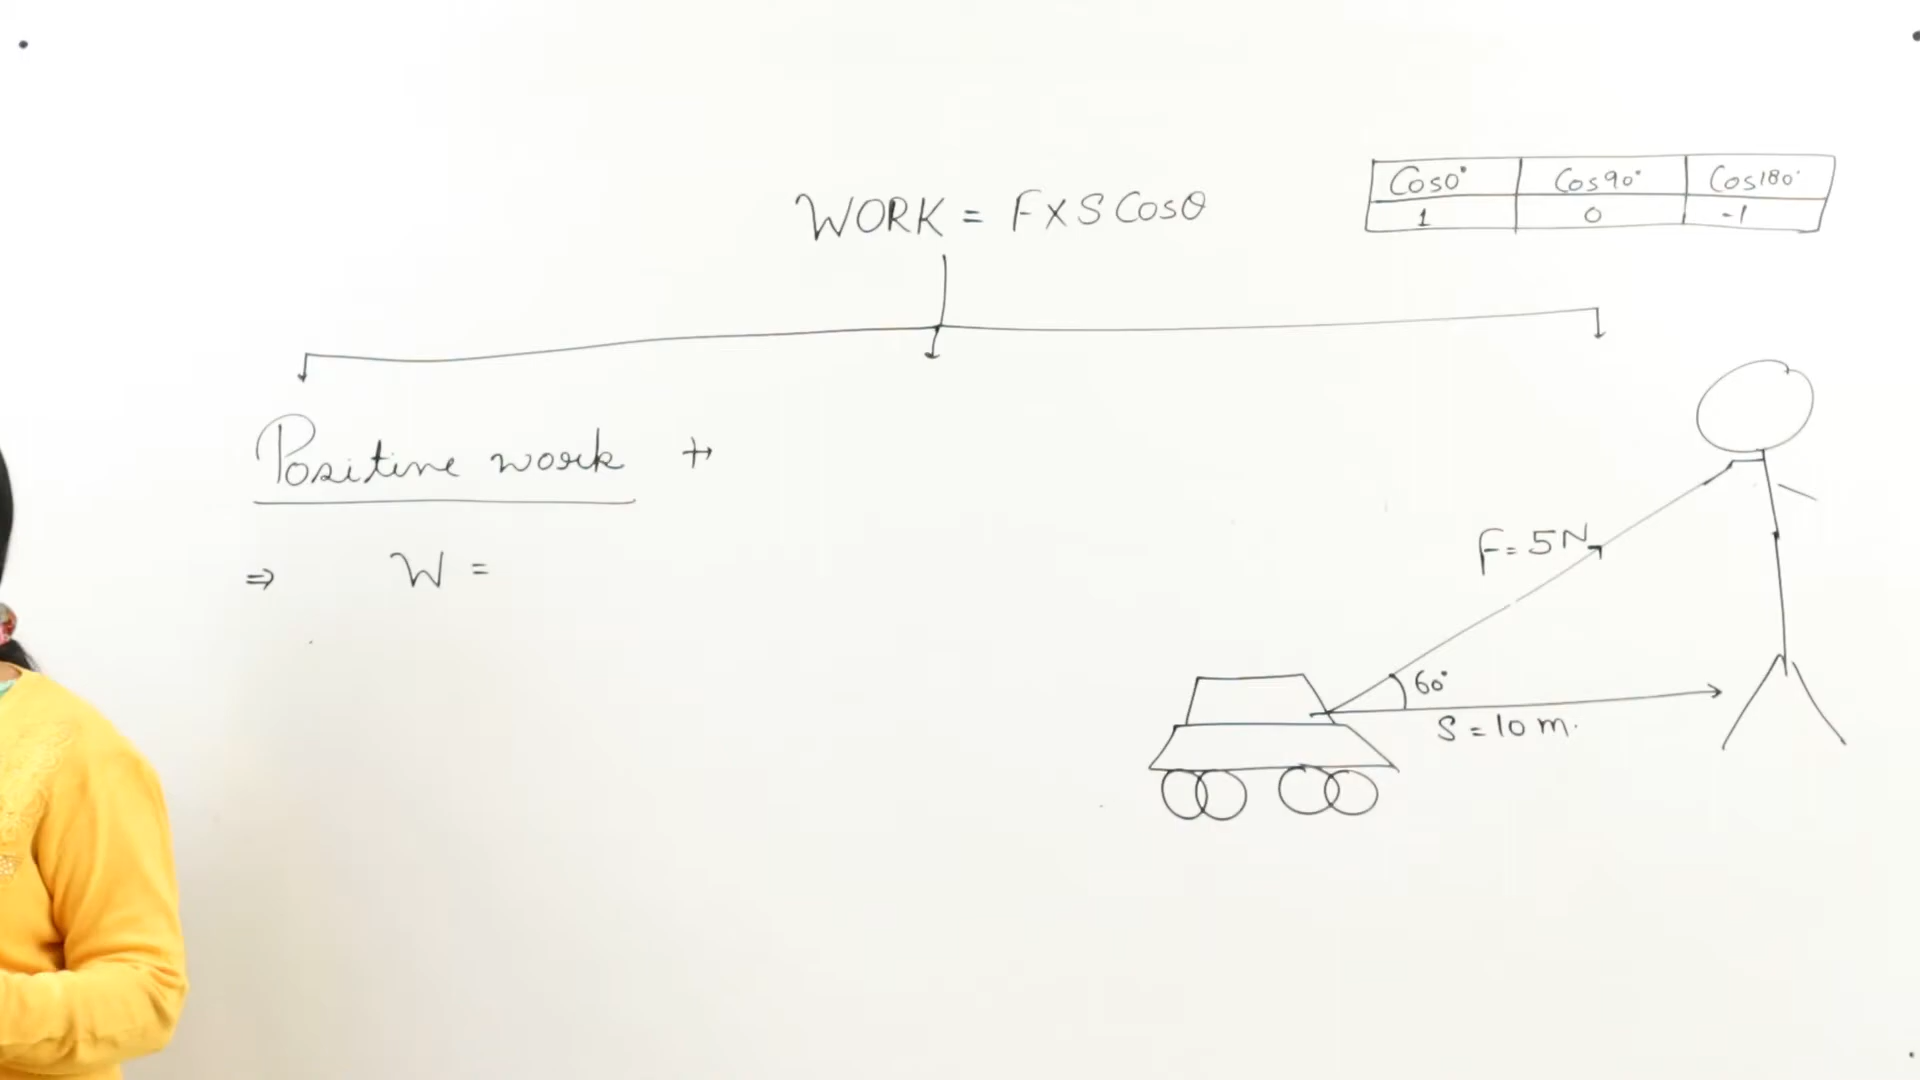 WORK = F X S Cosθ
Cos0° Cos90° Cos180°
1 0 -1
Positive work +
⇒ W =
F = 5N
60°
S = 10 m.